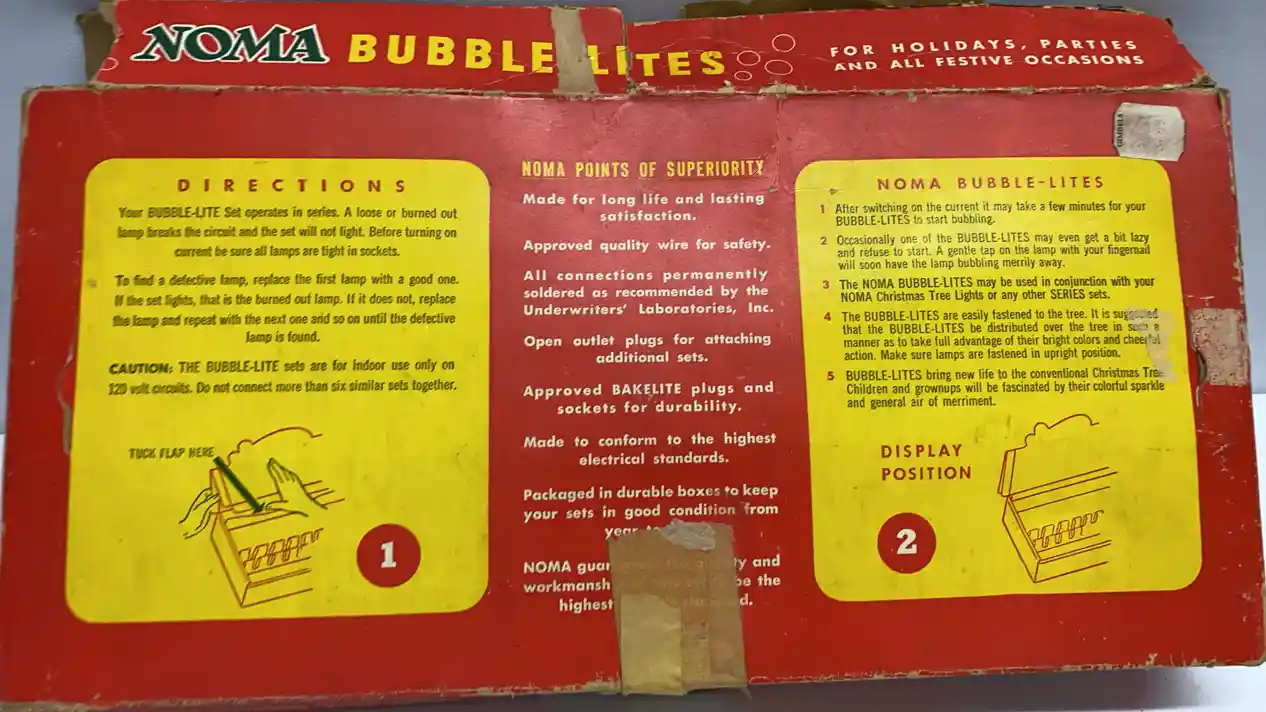 NOMA BUBBLE LITES
FOR HOLIDAYS, PARTIES
AND ALL FESTIVE OCCASIONS
DIRECTIONS
Your BUBBLE-LITE Set operates in series. A loose or burned out
lamp breaks the circuit and the set will not light. Before turning on
current be sure all lamps are tight in sockets.
To find a defective lamp, replace the first lamp with a good one.
If the set lights, that is the burned out lamp. If it does not, replace
the lamp and repeat with the next one and so on until the defective
lamp is found.
CAUTION: THE BUBBLE-LITE sets are for indoor use only on
120 volt circuits. Do not connect more than six similar sets together.
TUCK FLAP HERE
1
NOMA POINTS OF SUPERIORITY
Made for long life and lasting
satisfaction.
Approved quality wire for safety.
All connections permanently
soldered as recommended by the
Underwriters' Laboratories, Inc.
Open outlet plugs for attaching
additional sets.
Approved BAKELITE plugs and
sockets for durability.
Made to conform to the highest
electrical standards.
Packaged in durable boxes to keep
your sets in good condition from
year
NOMA and
be the
highest
GIMBELS
NOMA BUBBLE-LITES
1 After switching on the current it may take a few minutes for your
BUBBLE-LITES to start bubbling.
2 Occasionally one of the BUBBLE-LITES may even get a bit lazy
and refuse to start. A gentle tap on the lamp with your fingernail
will soon have the lamp bubbling merrily away.
3 The NOMA BUBBLE-LITES may be used in conjunction with your
NOMA Christmas Tree Lights or any other SERIES sets.
4 The BUBBLE-LITES are easily fastened to the tree. It is suggested
that the BUBBLE-LITES be distributed over the tree in such a
manner as to take full advantage of their bright colors and cheerful
action. Make sure lamps are fastened in upright position.
5 BUBBLE-LITES bring new life to the conventional Christmas Tree
Children and grownups will be fascinated by their colorful sparkle
and general air of merriment.
DISPLAY
POSITION
2